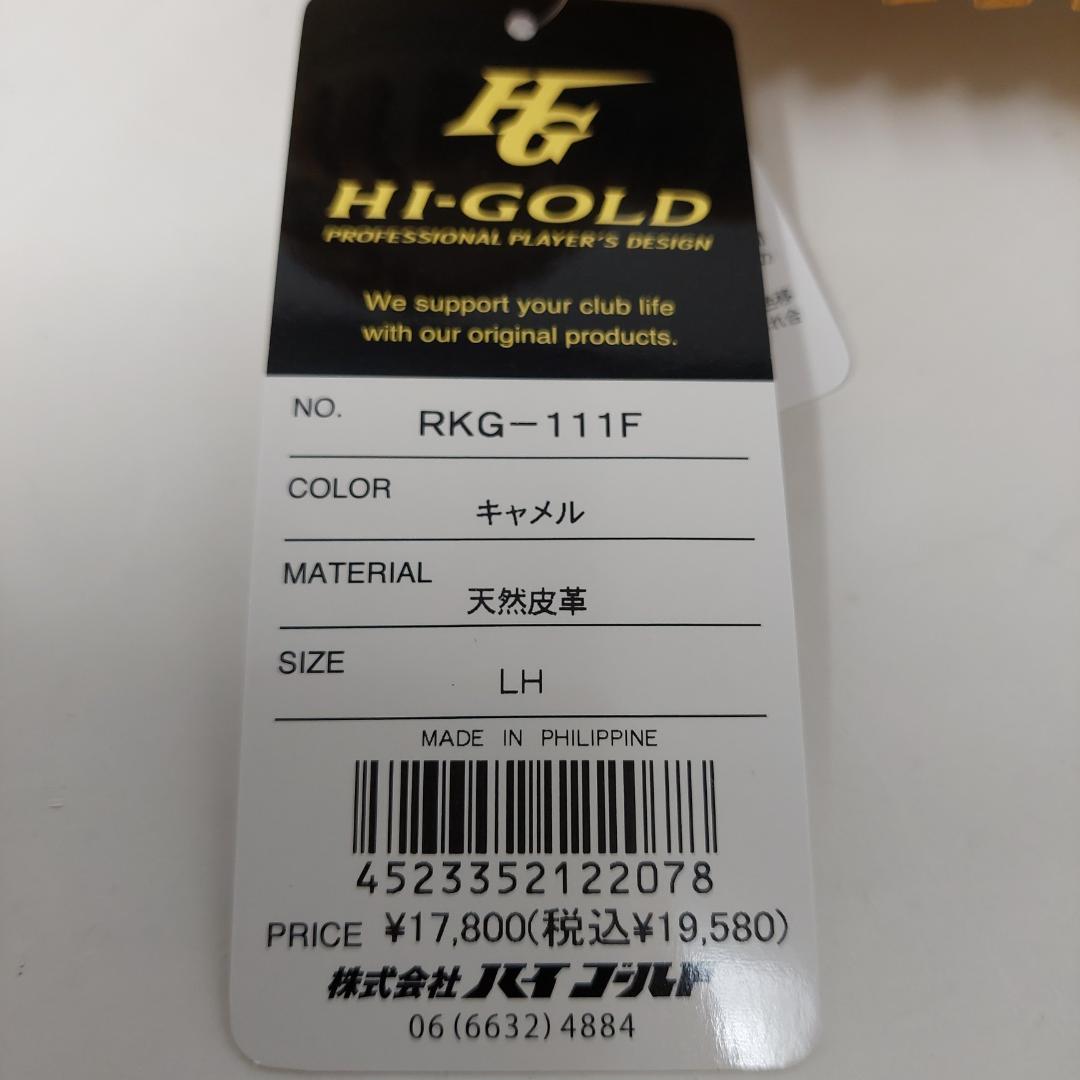 HG
HI-GOLD
PROFESSIONAL PLAYER'S DESIGN
We support your club life
with our original products.
NO. RKG-111F
COLOR キャメル
MATERIAL 天然皮革
SIZE LH
MADE IN PHILIPPINE
4523352122078
PRICE ¥17,800(税込¥19,580)
株式会社 ハイゴールド
06(6632)4884